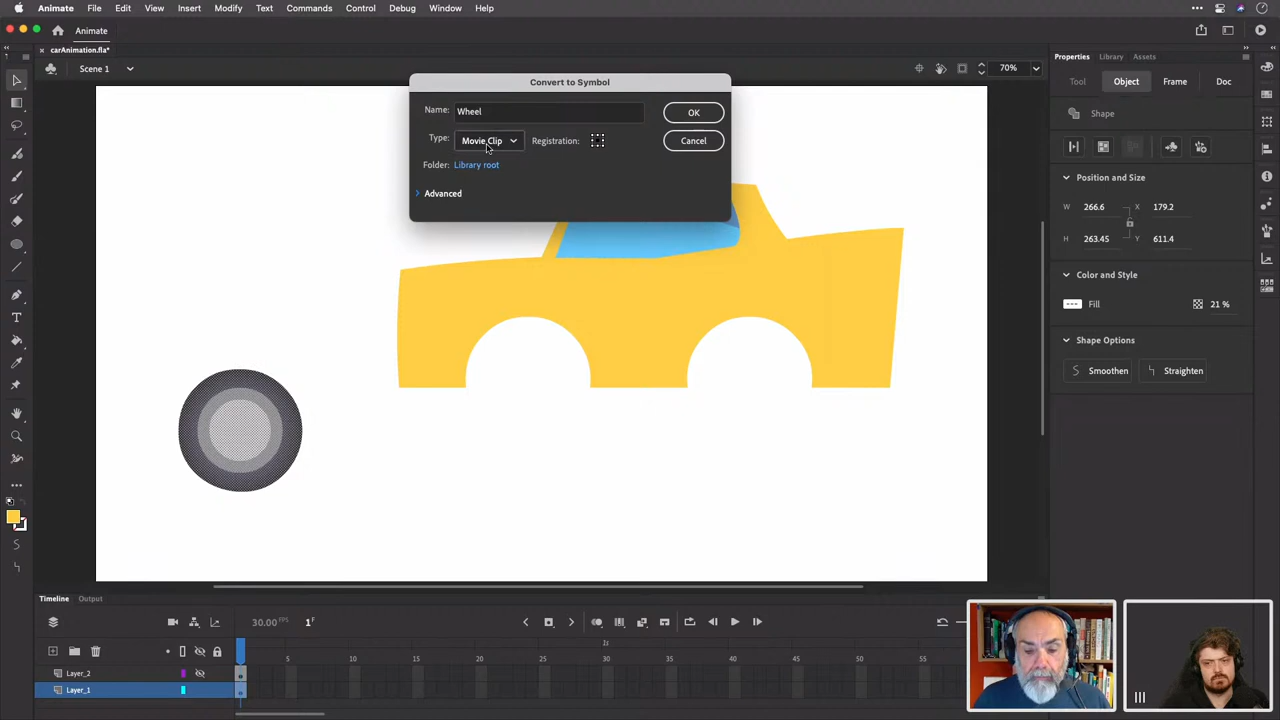 Animate File Edit View Insert Modify Text Commands Control Debug Window Help
Animate
carAnimation.fla*
Scene 1
70%
Convert to Symbol
Name: Wheel
OK
Type: Movie Clip Registration:
Cancel
Folder: Library root
Advanced
Properties Library Assets
Tool Object Frame Doc
Shape
Position and Size
W 266.6 X 179.2
H 263.45 Y 611.4
Color and Style
Fill 21 %
Shape Options
Smoothen Straighten
Timeline Output
30.00 FPS 1 F
1s
5 10 15 20 25 30 35 40 45 50 55
Layer_2
Layer_1